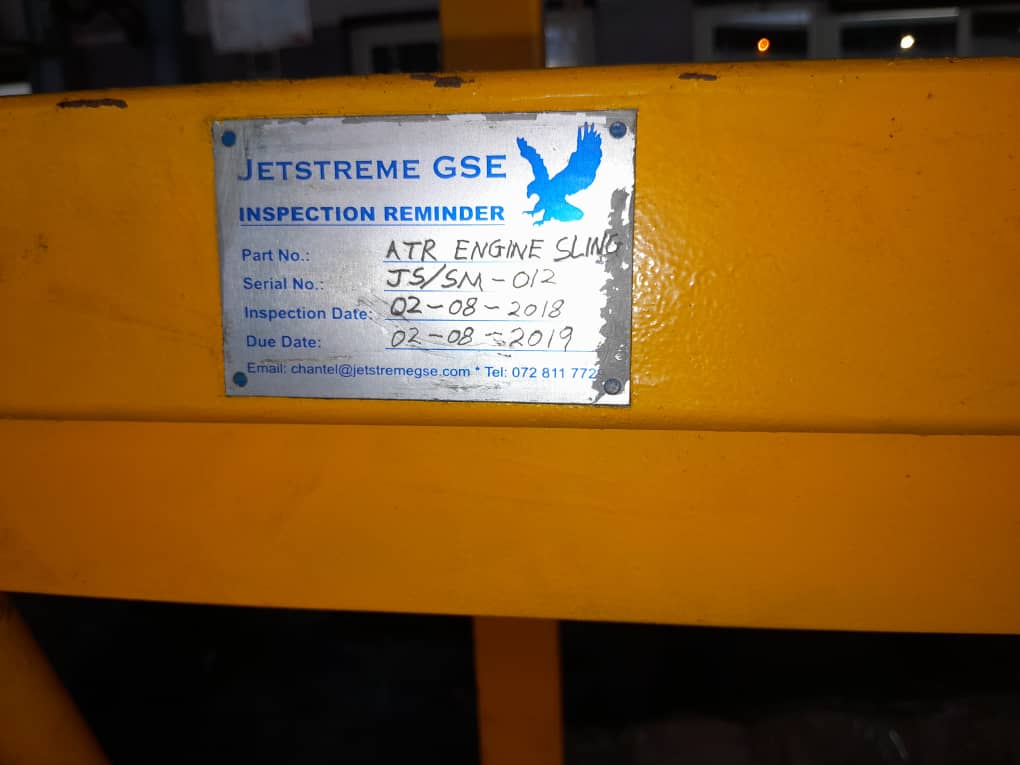 JETSTREME GSE
INSPECTION REMINDER
Part No.: ATR ENGINE SLING
Serial No.: JS/SM-012
Inspection Date: 02-08-2018
Due Date: 02-08-2019
Email: chantel@jetstremegse.com * Tel: 072 811 772